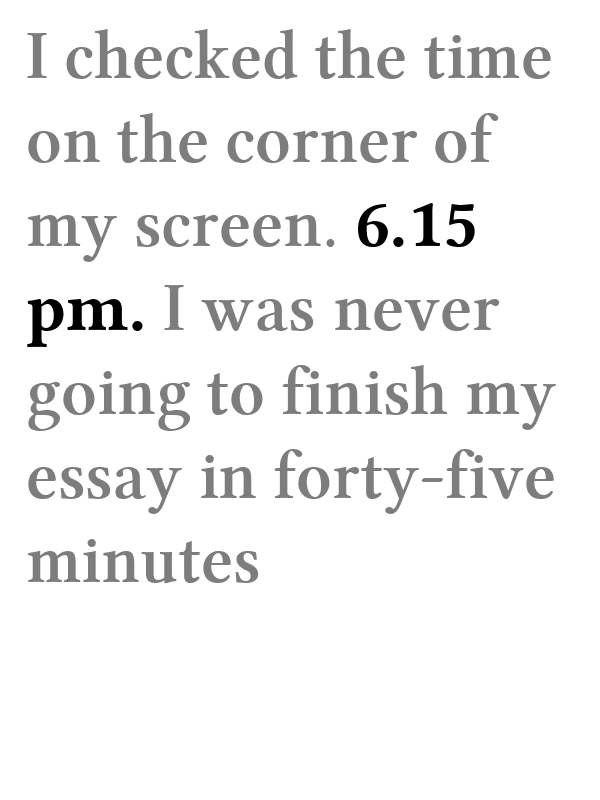 I checked the time
on the corner of
my screen. 6.15
pm. I was never
going to finish my
essay in forty-five
minutes